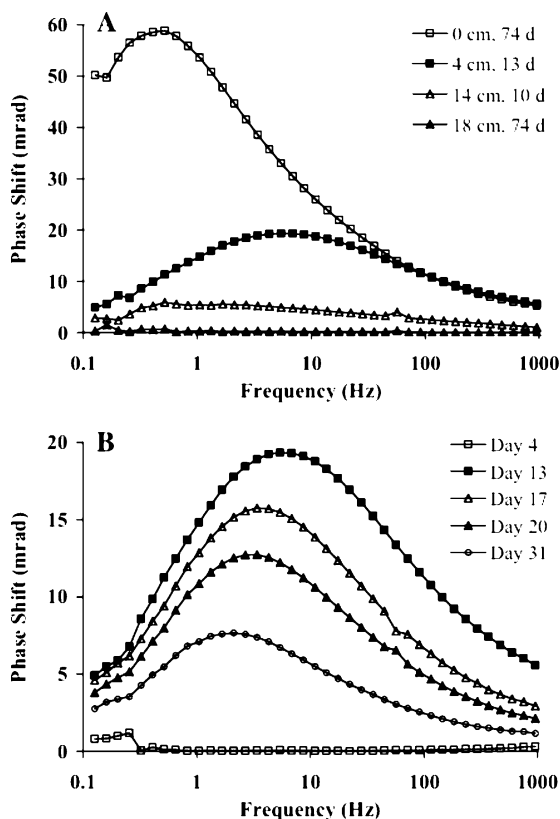 A
0 cm, 74 d
4 cm, 13 d
14 cm, 10 d
18 cm, 74 d
Phase Shift (mrad)
60
50
40
30
20
10
0
0.1 1 10 100 1000
Frequency (Hz)
B
Day 4
Day 13
Day 17
Day 20
Day 31
Phase Shift (mrad)
20
15
10
5
0
0.1 1 10 100 1000
Frequency (Hz)